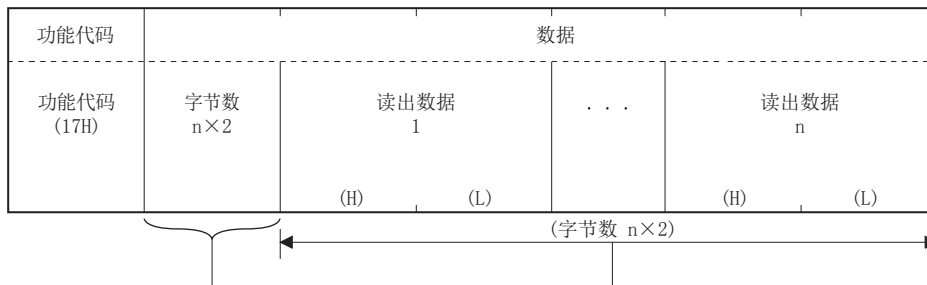 功能代码 数据
功能代码
(17H)
字节数
n×2
读出数据
1
. . .
读出数据
n
(H) (L) (H) (L)
(字节数 n×2)